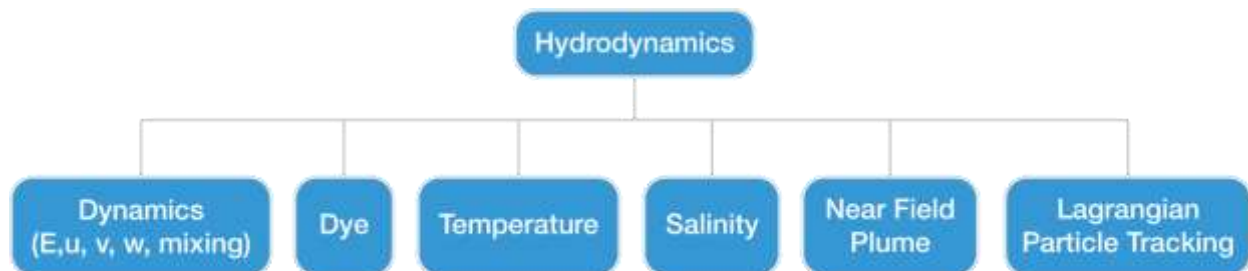 Hydrodynamics
Dynamics
(E,u, v, w, mixing)
Dye
Temperature
Salinity
Near Field
Plume
Lagrangian
Particle Tracking